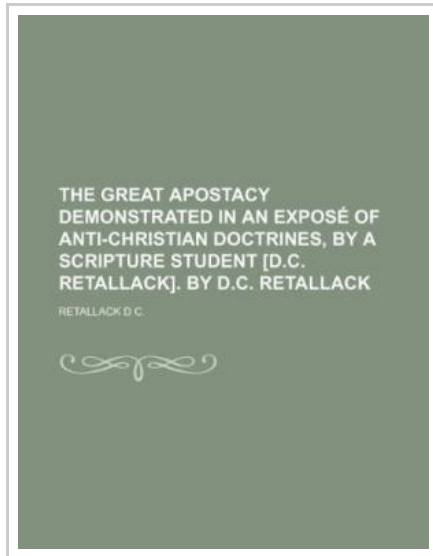 THE GREAT APOSTACY
DEMONSTRATED IN AN EXPOSÉ OF
ANTI-CHRISTIAN DOCTRINES, BY A
SCRIPTURE STUDENT [D.C.
RETALLACK]. BY D.C. RETALLACK
RETALLACK D C.